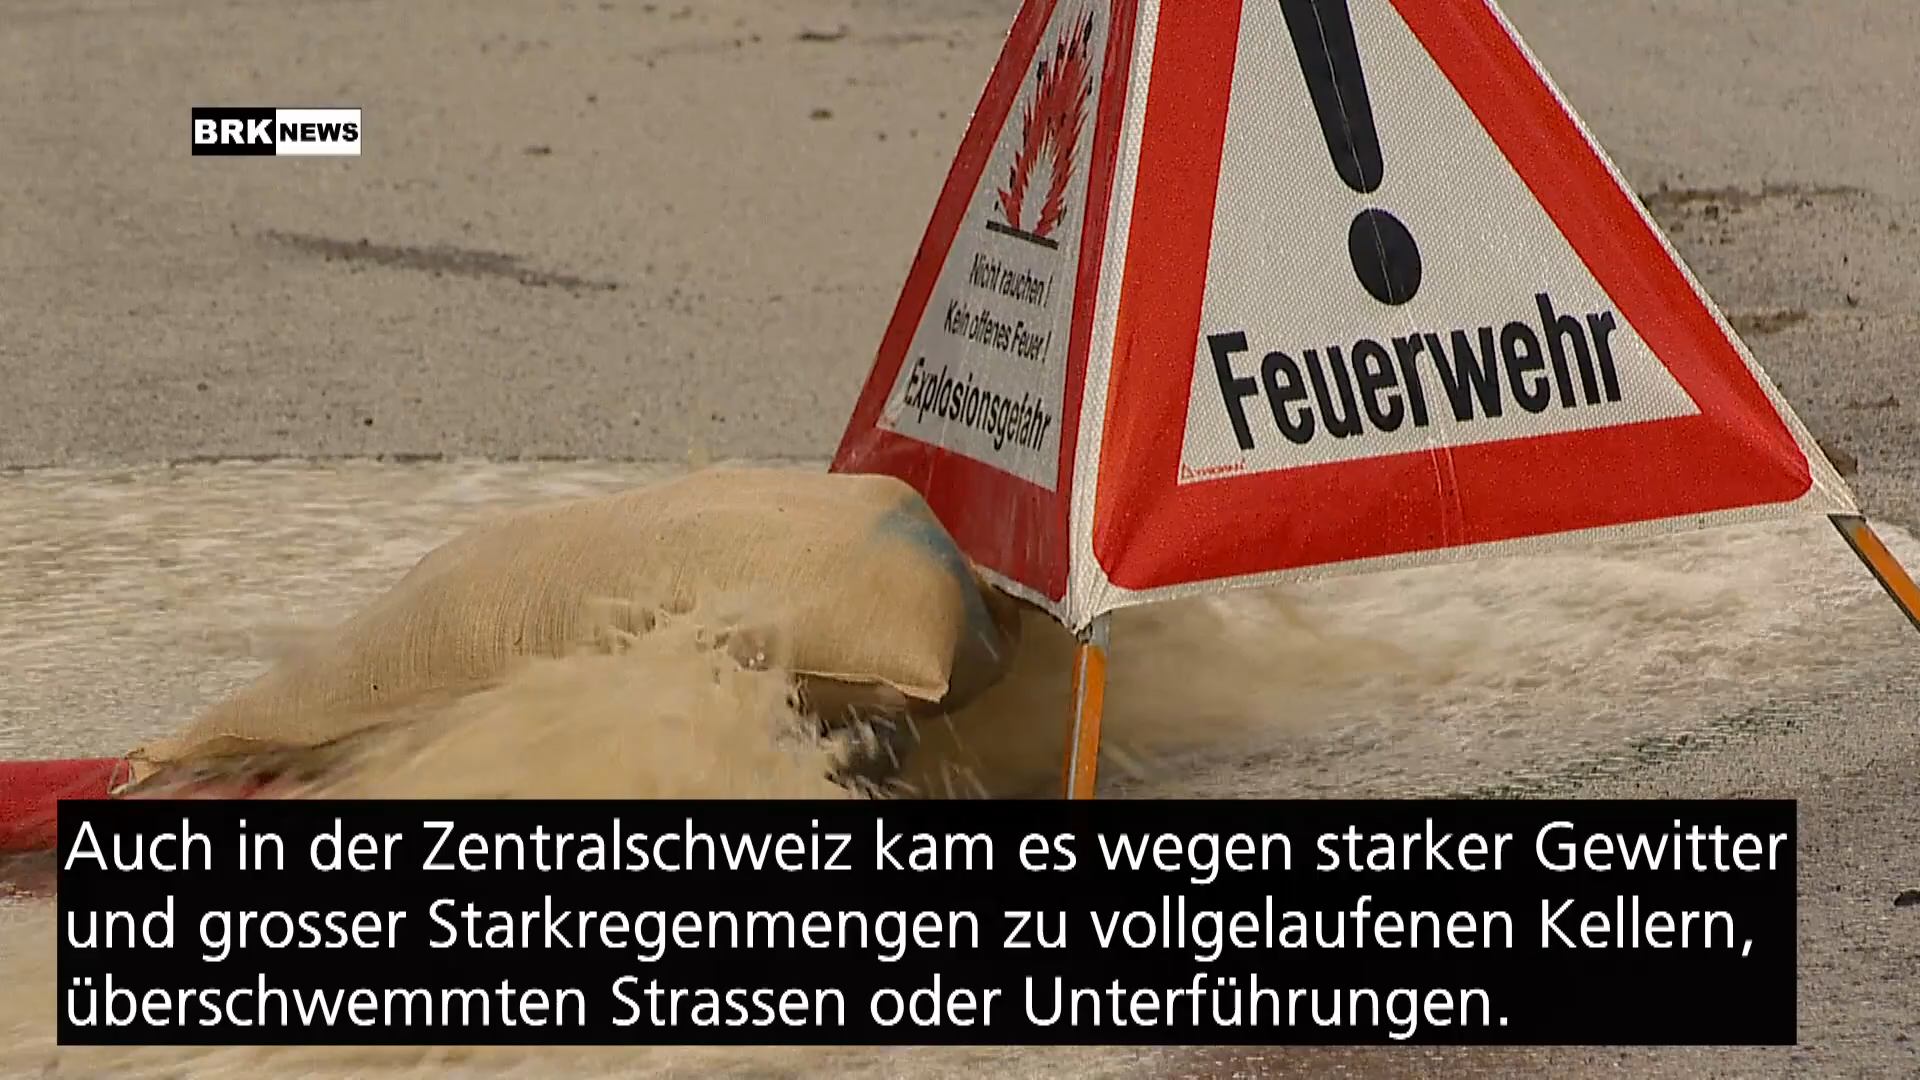 BRK NEWS
Nicht rauchen !
Kein offenes Feuer !
Explosionsgefahr
Feuerwehr
Auch in der Zentralschweiz kam es wegen starker Gewitter
und grosser Starkregenmengen zu vollgelaufenen Kellern,
überschwemmten Strassen oder Unterführungen.